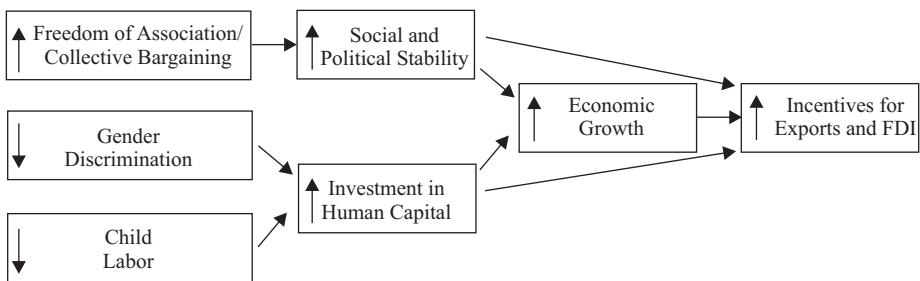 Freedom of Association/
Collective Bargaining
Social and
Political Stability
Gender
Discrimination
Economic
Growth
Incentives for
Exports and FDI
Investment in
Human Capital
Child
Labor